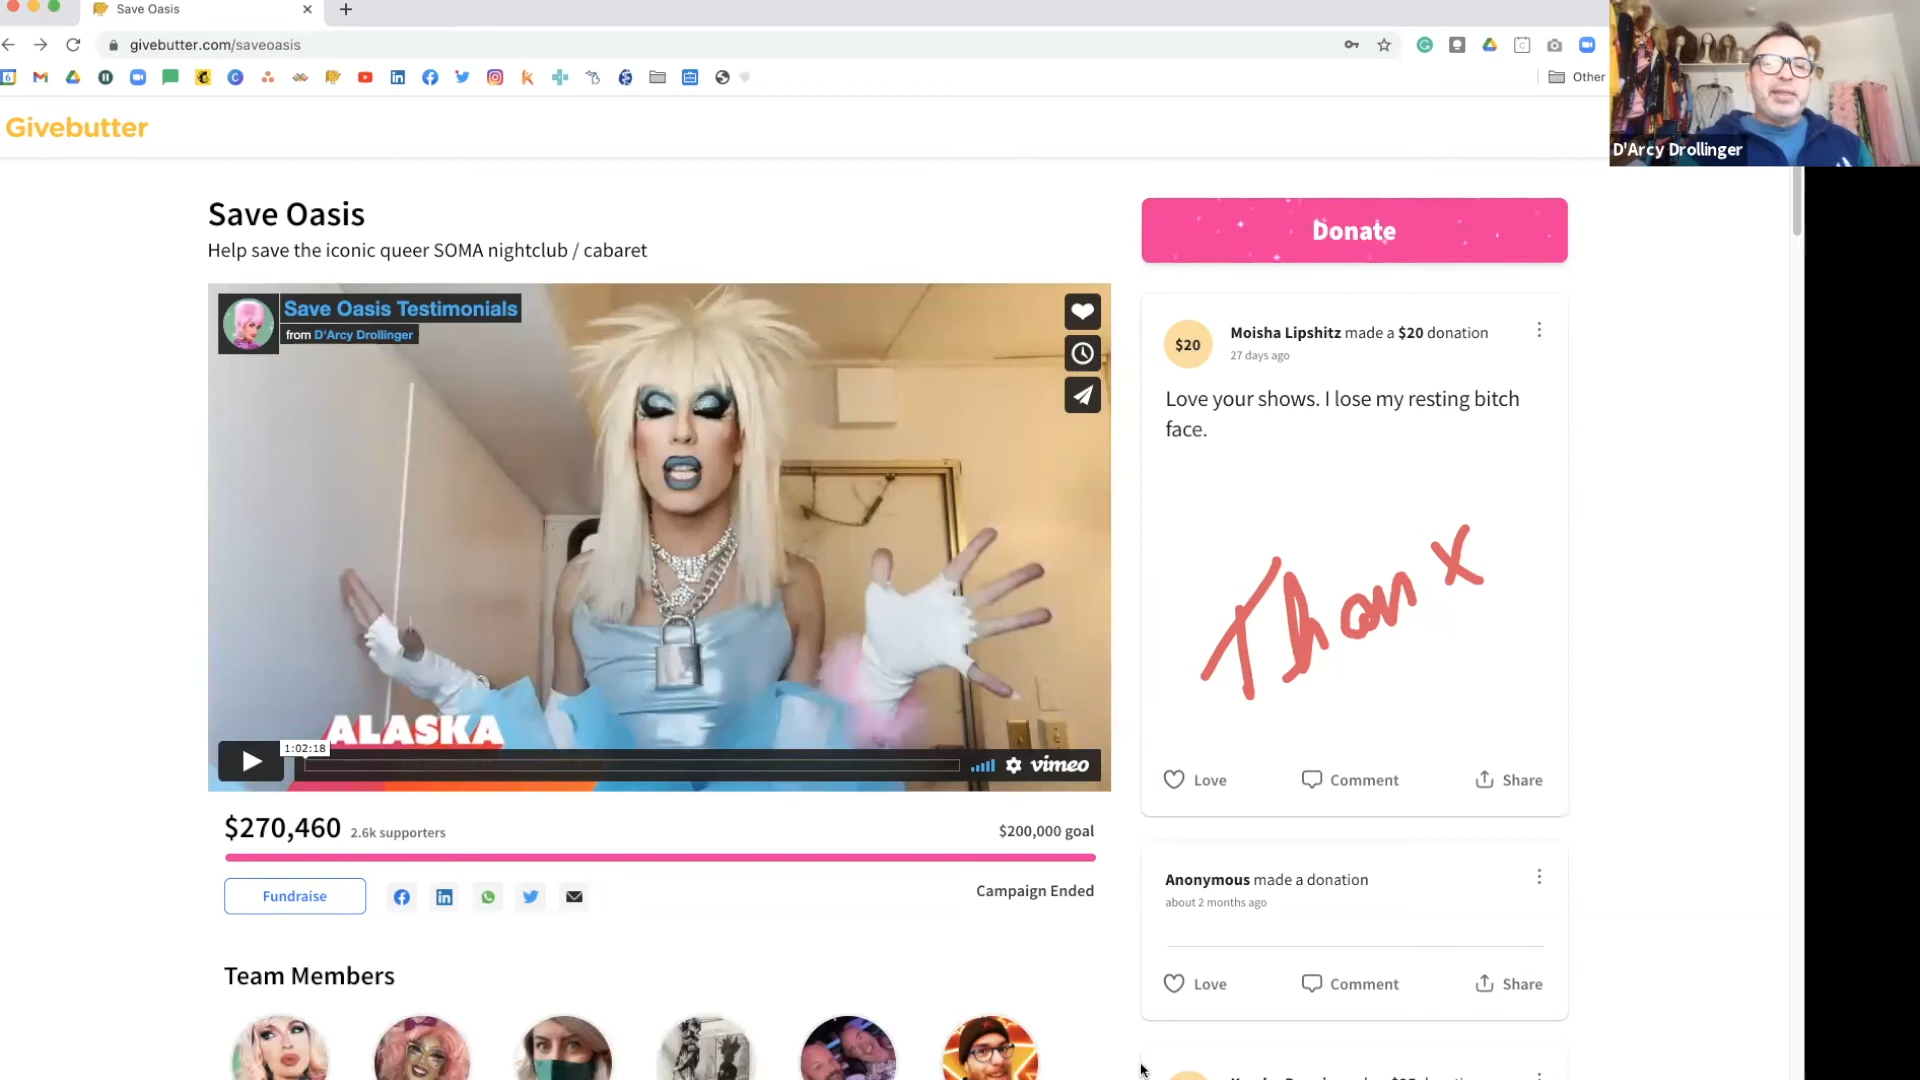 Save Oasis
givebutter.com/saveoasis
6
Other
D'Arcy Drollinger
Givebutter
Save Oasis
Help save the iconic queer SOMA nightclub / cabaret
Save Oasis Testimonials
from D'Arcy Drollinger
ALASKA
1:02:18
vimeo
$270,460 2.6k supporters
$200,000 goal
Fundraise
Campaign Ended
Team Members
Donate
$20
Moisha Lipshitz made a $20 donation
27 days ago
Love your shows. I lose my resting bitch
face.
Thanx
Love Comment Share
Anonymous made a donation
about 2 months ago
Love Comment Share